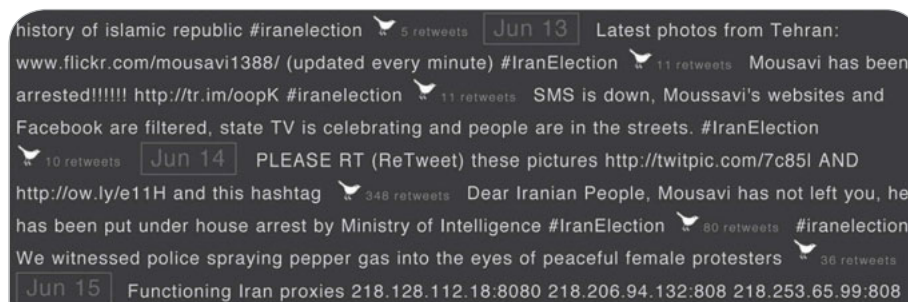 history of islamic republic #iranelection 5 retweets Jun 13 Latest photos from Tehran:
www.flickr.com/mousavi1388/ (updated every minute) #IranElection 11 retweets Mousavi has been
arrested!!!!!! http://tr.im/oopK #iranelection 11 retweets SMS is down, Moussavi's websites and
Facebook are filtered, state TV is celebrating and people are in the streets. #IranElection
10 retweets Jun 14 PLEASE RT (ReTweet) these pictures http://twitpic.com/7c85l AND
http://ow.ly/e11H and this hashtag 348 retweets Dear Iranian People, Mousavi has not left you, he
has been put under house arrest by Ministry of Intelligence #IranElection 80 retweets #iranelection
We witnessed police spraying pepper gas into the eyes of peaceful female protesters 36 retweets
Jun 15 Functioning Iran proxies 218.128.112.18:8080 218.206.94.132:808 218.253.65.99:808